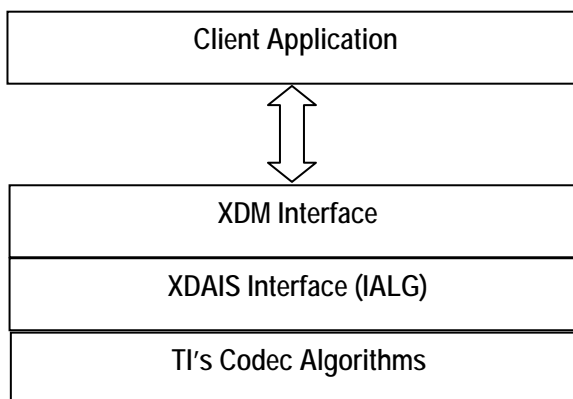 Client Application
XDM Interface
XDAIS Interface (IALG)
TI's Codec Algorithms